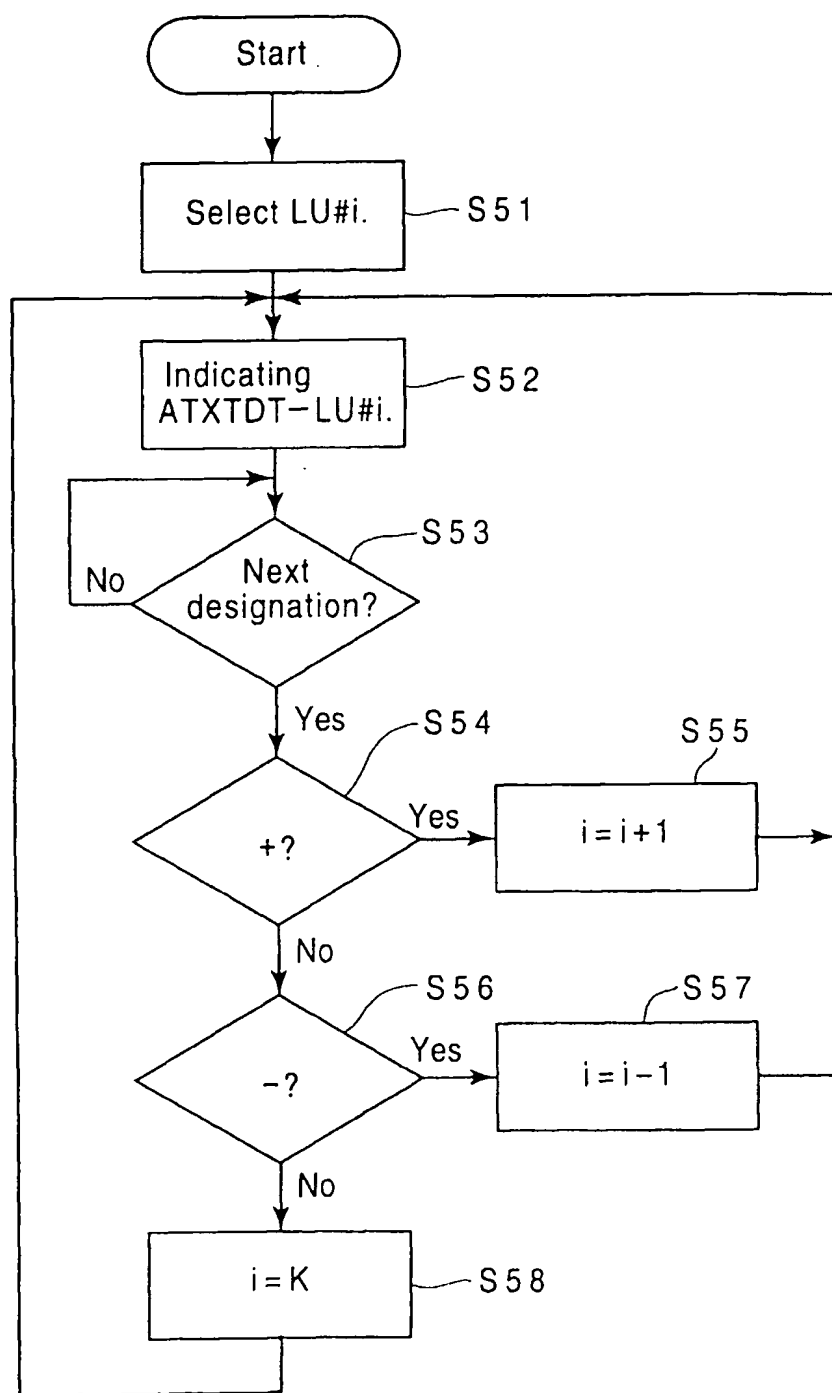 Start
Select LU#i.
S51
Indicating
ATXTDT-LU#i.
S52
S53
Next
designation?
No
Yes
S54
+?
Yes
S55
i=i+1
No
S56
-?
Yes
S57
i=i-1
No
i=K
S58